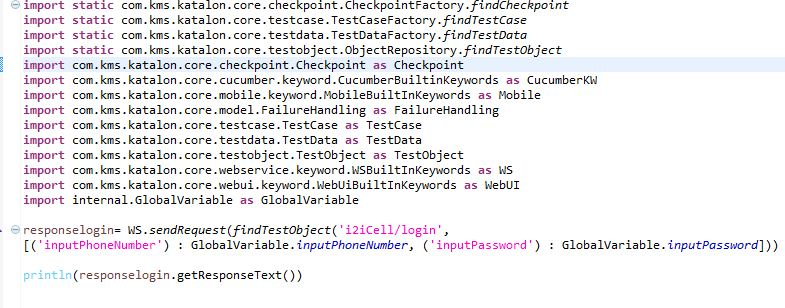 import static com.kms.katalon.core.checkpoint.CheckpointFactory.findCheckpoint
import static com.kms.katalon.core.testcase.TestCaseFactory.findTestCase
import static com.kms.katalon.core.testdata.TestDataFactory.findTestData
import static com.kms.katalon.core.testobject.ObjectRepository.findTestObject
import com.kms.katalon.core.checkpoint.Checkpoint as Checkpoint
import com.kms.katalon.core.cucumber.keyword.CucumberBuiltinKeywords as CucumberKW
import com.kms.katalon.core.mobile.keyword.MobileBuiltInKeywords as Mobile
import com.kms.katalon.core.model.FailureHandling as FailureHandling
import com.kms.katalon.core.testcase.TestCase as TestCase
import com.kms.katalon.core.testdata.TestData as TestData
import com.kms.katalon.core.testobject.TestObject as TestObject
import com.kms.katalon.core.webservice.keyword.WSBuiltInKeywords as WS
import com.kms.katalon.core.webui.keyword.WebUiBuiltInKeywords as WebUI
import internal.GlobalVariable as GlobalVariable
responselogin= WS.sendRequest(findTestObject('i2iCell/login',
[('inputPhoneNumber') : GlobalVariable.inputPhoneNumber, ('inputPassword') : GlobalVariable.inputPassword]))
println(responselogin.getResponseText())